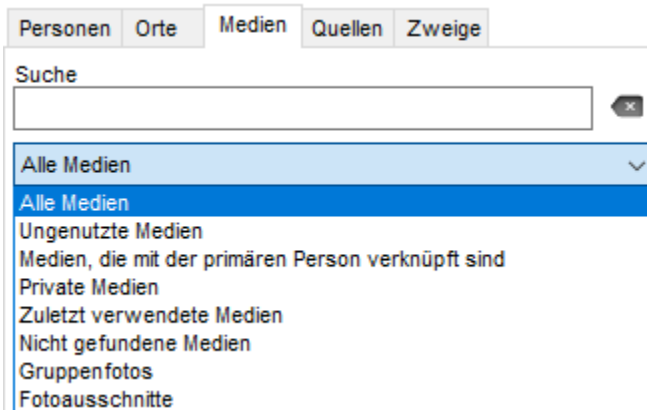 Personen Orte Medien Quellen Zweige
Suche
Alle Medien
Alle Medien
Ungenutzte Medien
Medien, die mit der primären Person verknüpft sind
Private Medien
Zuletzt verwendete Medien
Nicht gefundene Medien
Gruppenfotos
Fotoausschnitte